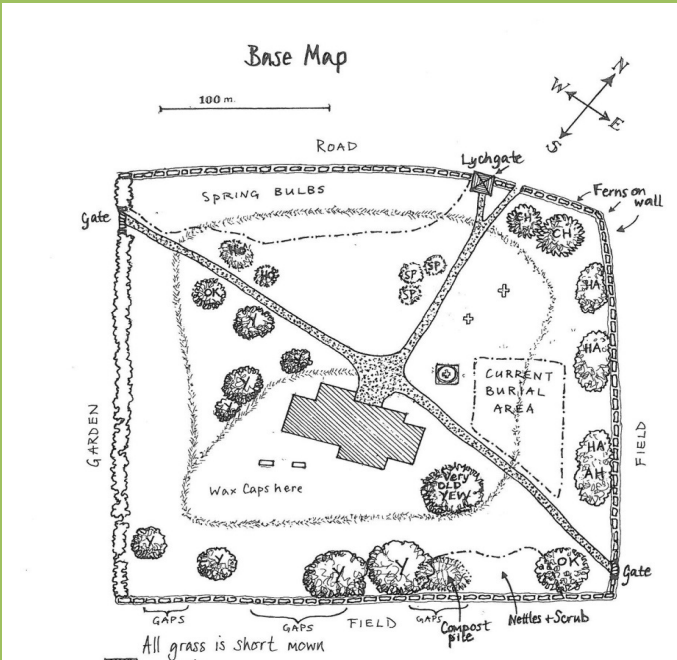 Base Map
100 m.
N
W
E
S
ROAD
Lychgate
SPRING BULBS
Ferns on
wall
Gate
CH
CH
HO
OK
SP
SP
SP
HA
Y
HA
Y
Y
Y
CURRENT
BURIAL
AREA
GARDEN
FIELD
HA
AH
Very
OLD
YEW
Wax Caps here
Y
Y
Y
Y
OK
Gate
GAPS
GAPS
FIELD
GAPS
Compost
pile
Nettles + Scrub
All grass is short mown